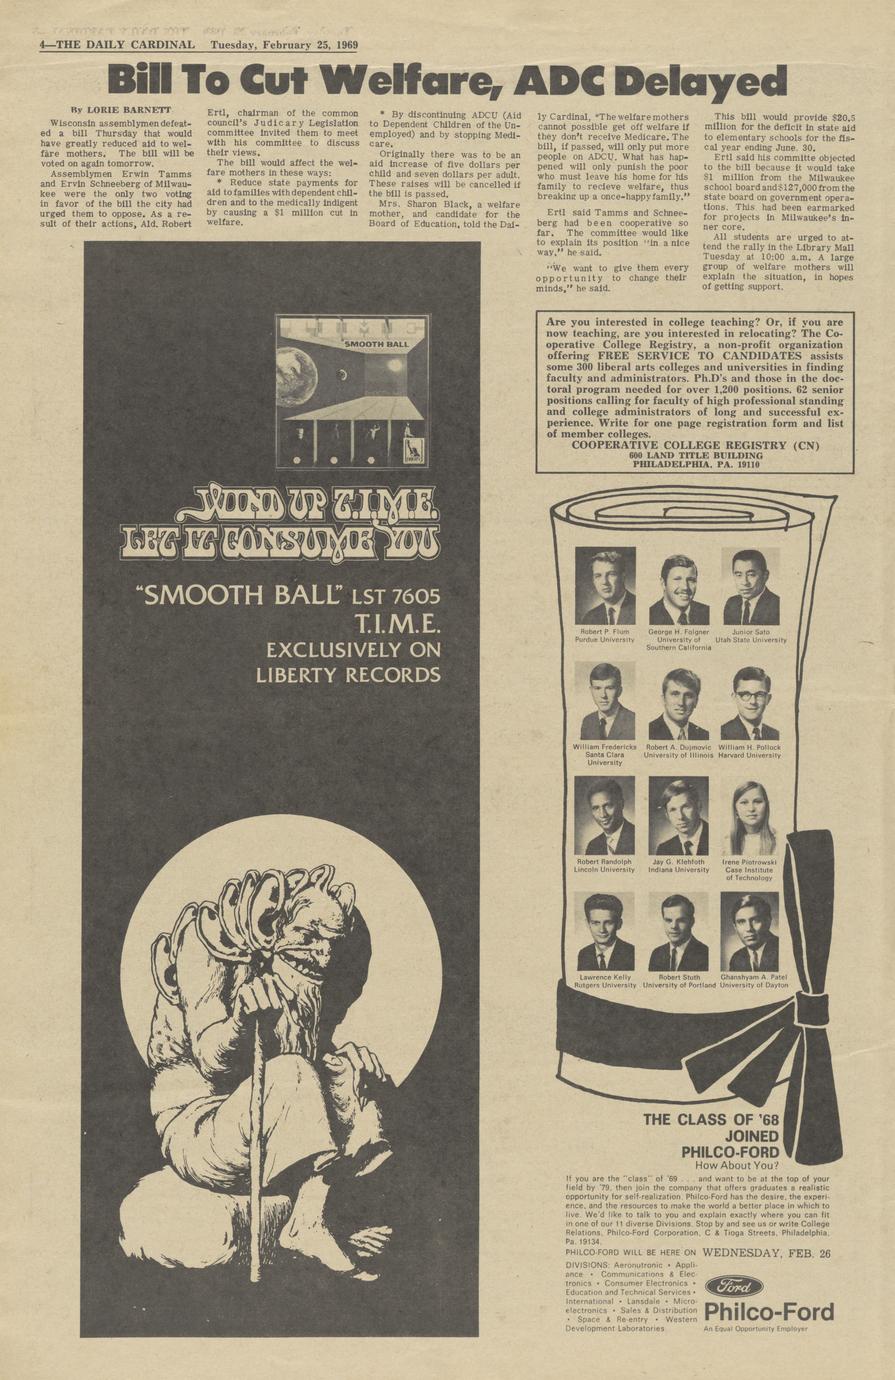 4—THE DAILY CARDINAL Tuesday, February 25, 1969
Bill To Cut Welfare, ADC Delayed
By LORIE BARNETT
Wisconsin assemblymen defeat-
ed a bill Thursday that would
have greatly reduced aid to wel-
fare mothers. The bill will be
voted on again tomorrow.
Assemblymen Erwin Tamms
and Ervin Schneeberg of Milwau-
kee were the only two voting
in favor of the bill the city had
urged them to oppose. As a re-
sult of their actions, Ald. Robert
Ertl, chairman of the common
council's Judicary Legislation
committee invited them to meet
with his committee to discuss
their views.
The bill would affect the wel-
fare mothers in these ways:
* Reduce state payments for
aid to families with dependent chil-
dren and to the medically indigent
by causing a $1 million cut in
welfare.
* By discontinuing ADCU (Aid
to Dependent Children of the Un-
employed) and by stopping Medi-
care.
Originally there was to be an
aid increase of five dollars per
child and seven dollars per adult.
These raises will be cancelled if
the bill is passed.
Mrs. Sharon Black, a welfare
mother, and candidate for the
Board of Education, told the Dai-
ly Cardinal, "The welfare mothers
cannot possibly get off welfare if
they don't receive Medicare. The
bill, if passed, will only put more
people on ADCU. What has hap-
pened will only punish the poor
who must leave his home for his
family to recieve welfare, thus
breaking up a once-happy family."
Ertl said Tamms and Schnee-
berg had been cooperative so
far. The committee would like
to explain its position "in a nice
way," he said.
"We want to give them every
opportunity to change their
minds," he said.
This bill would provide $20.5
million for the deficit in state aid
to elementary schools for the fis-
cal year ending June. 30.
Ertl said his committe objected
to the bill because it would take
$1 million from the Milwaukee
school board and $127,000 from the
state board on government opera-
tions. This had been earmarked
for projects in Milwaukee's in-
ner core.
All students are urged to at-
tend the rally in the Library Mall
Tuesday at 10:00 a.m. A large
group of welfare mothers will
explain the situation, in hopes
of getting support.
SMOOTH BALL
WIND UP T.I.M.E.
LET IT CONSUME YOU
"SMOOTH BALL" LST 7605
T.I.M.E.
EXCLUSIVELY ON
LIBERTY RECORDS
Are you interested in college teaching? Or, if you are
now teaching, are you interested in relocating? The Co-
operative College Registry, a non-profit organization
offering FREE SERVICE TO CANDIDATES assists
some 300 liberal arts colleges and universities in finding
faculty and administrators. Ph.D's and those in the doc-
toral program needed for over 1,200 positions. 62 senior
positions calling for faculty of high professional standing
and college administrators of long and successful ex-
perience. Write for one page registration form and list
of member colleges.
COOPERATIVE COLLEGE REGISTRY (CN)
600 LAND TITLE BUILDING
PHILADELPHIA, PA. 19110
Robert P. Flum
Purdue University
George H. Folgner
University of
Southern California
Junior Sato
Utah State University
William Fredericks
Santa Clara
University
Robert A. Dujmovic
University of Illinois
William H. Pollock
Harvard University
Robert Randolph
Lincoln University
Jay G. Klehfoth
Indiana University
Irene Piotrowski
Case Institute
of Technology
Lawrence Kelly
Rutgers University
Robert Stuth
University of Portland
Ghanshyam A. Patel
University of Dayton
THE CLASS OF '68
JOINED
PHILCO-FORD
How About You?
If you are the "class" of '69 . . . and want to be at the top of your
field by '79, then join the company that offers graduates a realistic
opportunity for self-realization. Philco-Ford has the desire, the experi-
ence, and the resources to make the world a better place in which to
live. We'd like to talk to you and explain exactly where you can fit
in one of our 11 diverse Divisions. Stop by and see us or write College
Relations, Philco-Ford Corporation, C & Tioga Streets, Philadelphia,
Pa. 19134.
PHILCO-FORD WILL BE HERE ON WEDNESDAY, FEB. 26
DIVISIONS: Aeronutronic • Appli-
ance • Communications & Elec-
tronics • Consumer Electronics •
Education and Technical Services •
International • Lansdale • Micro-
electronics • Sales & Distribution
• Space & Re-entry • Western
Development Laboratories
Ford
Philco-Ford
An Equal Opportunity Employer